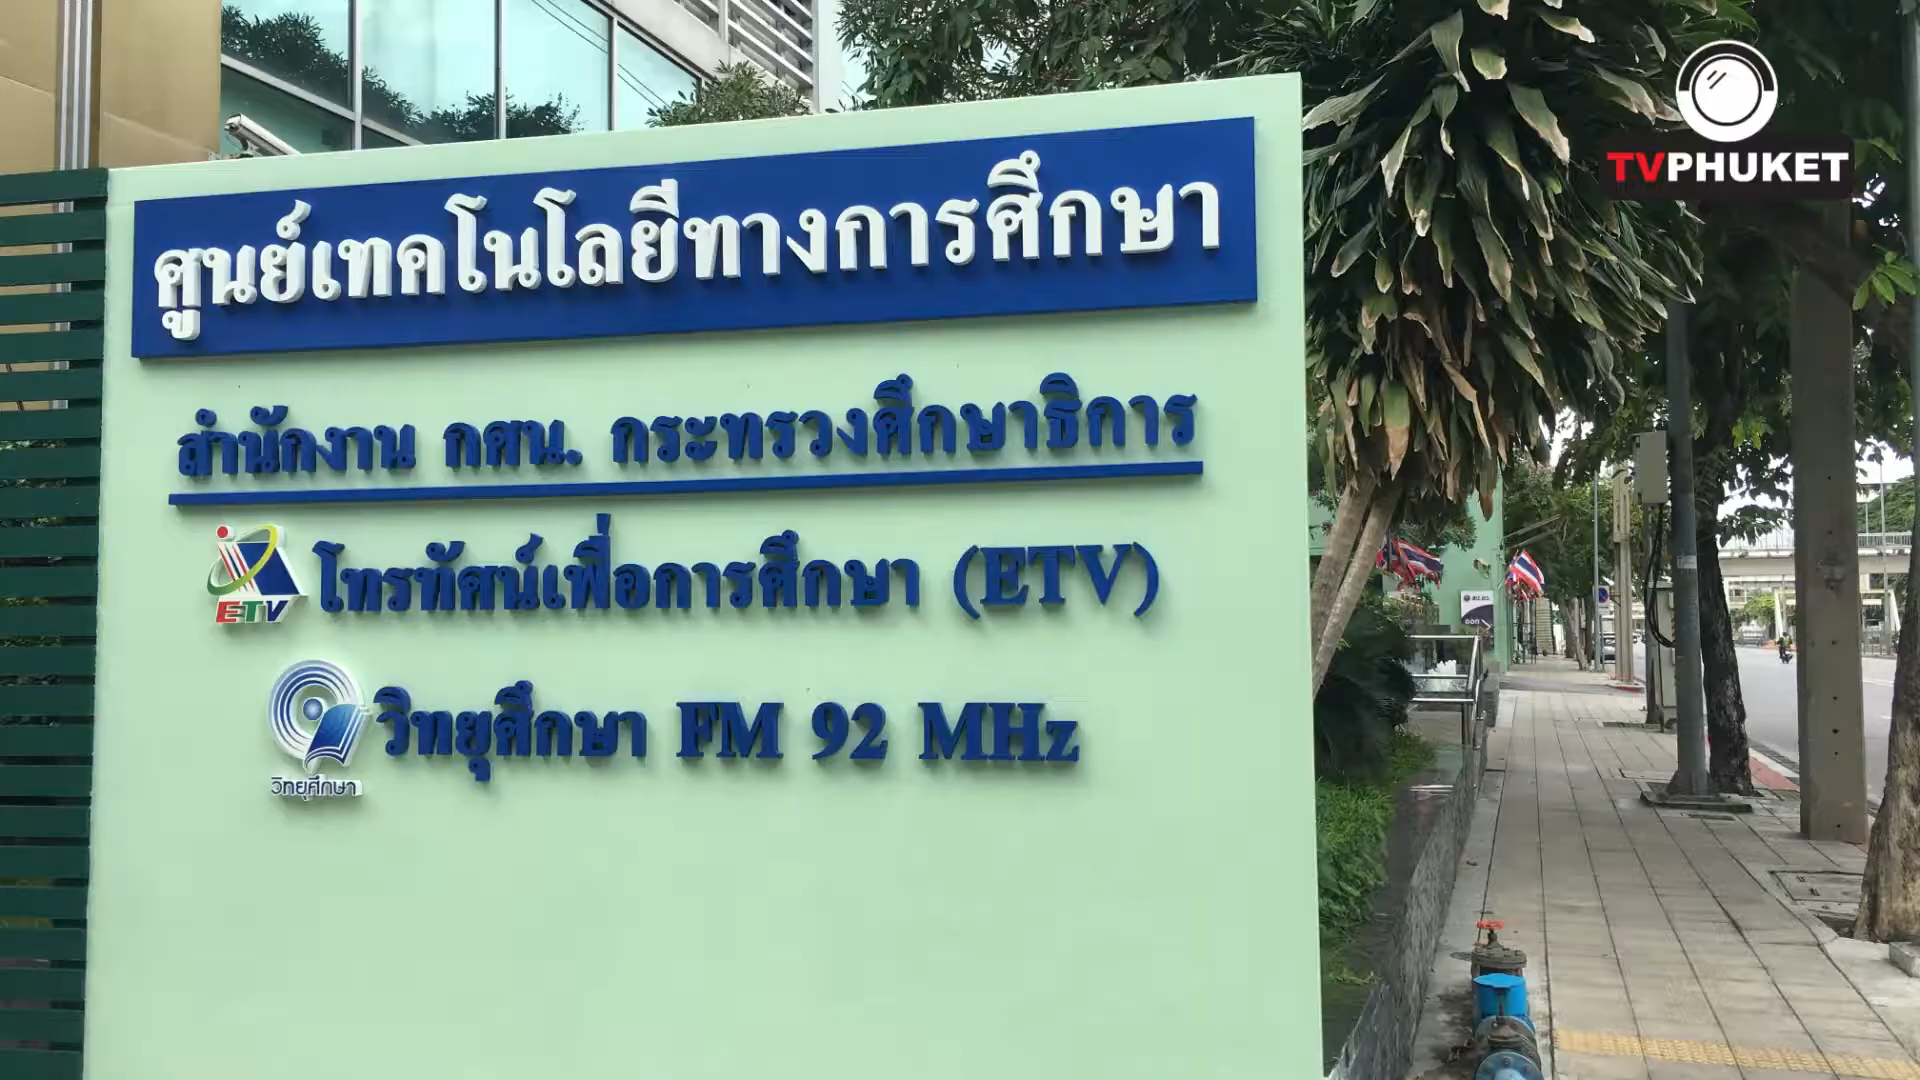 TVPHUKET
ศูนย์เทคโนโลยีทางการศึกษา
สำนักงาน กศน. กระทรวงศึกษาธิการ
ETV
โทรทัศน์เพื่อการศึกษา (ETV)
วิทยุศึกษา FM 92 MHz
วิทยุศึกษา